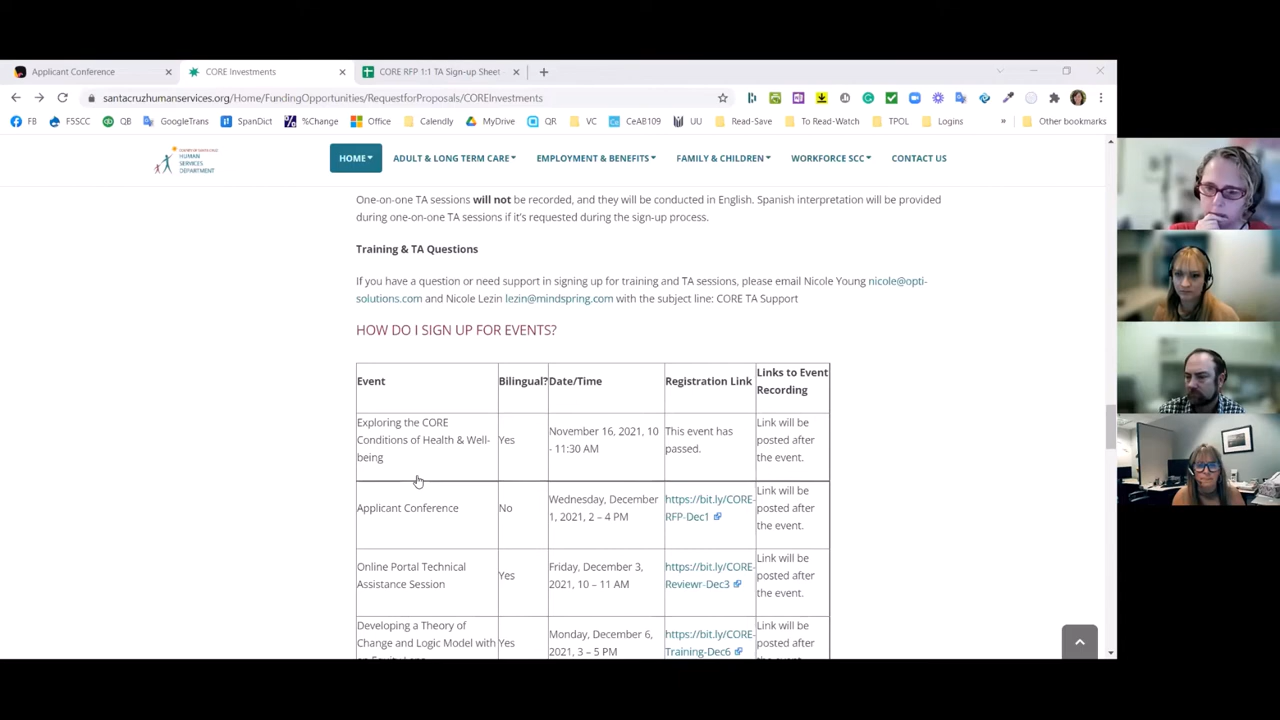 Applicant Conference
CORE Investments
CORE RFP 1:1 TA Sign-up Sheet
santacruzhumanservices.org/Home/FundingOpportunities/RequestforProposals/COREInvestments
FB
F5SCC
QB
GoogleTrans
SpanDict
%Change
Office
Calendly
MyDrive
QR
VC
CeAB109
UU
Read-Save
To Read-Watch
TPOL
Logins
»
Other bookmarks
HUMAN
SERVICES
DEPARTMENT
HOME
ADULT & LONG TERM CARE
EMPLOYMENT & BENEFITS
FAMILY & CHILDREN
WORKFORCE SCC
CONTACT US
One-on-one TA sessions will not be recorded, and they will be conducted in English. Spanish interpretation will be provided
during one-on-one TA sessions if it's requested during the sign-up process.
Training & TA Questions
If you have a question or need support in signing up for training and TA sessions, please email Nicole Young nicole@opti-
solutions.com and Nicole Lezin lezin@mindspring.com with the subject line: CORE TA Support
HOW DO I SIGN UP FOR EVENTS?
Event
Bilingual?
Date/Time
Registration Link
Links to Event
Recording
Exploring the CORE
Conditions of Health & Well-
being
Yes
November 16, 2021, 10
- 11:30 AM
This event has
passed.
Link will be
posted after
the event.
Applicant Conference
No
Wednesday, December
1, 2021, 2 – 4 PM
https://bit.ly/CORE-
RFP-Dec1
Link will be
posted after
the event.
Online Portal Technical
Assistance Session
Yes
Friday, December 3,
2021, 10 – 11 AM
https://bit.ly/CORE-
Reviewr-Dec3
Link will be
posted after
the event.
Developing a Theory of
Change and Logic Model with
Yes
Monday, December 6,
2021, 3 – 5 PM
https://bit.ly/CORE-
Training-Dec6
Link will be
posted after